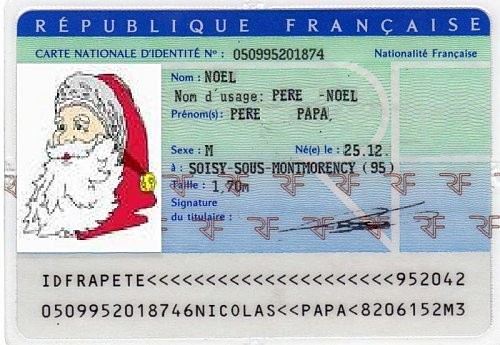 RÉPUBLIQUE FRANÇAISE
CARTE NATIONALE D'IDENTITÉ Nº : 050995201874 Nationalité Française
Nom : NOEL
Nom d'usage: PERE -NOEL
Prénom(s): PERE PAPA,
Sexe : M Né(e) le : 25.12.
à : SOISY-SOUS-MONTMORENCY (95)
Taille : 1,70m
Signature
du titulaire :
IDFRAPETE<<<<<<<<<<<<<<<<<<<<<<952042
0509952018746NICOLAS<<PAPA<8206152M3